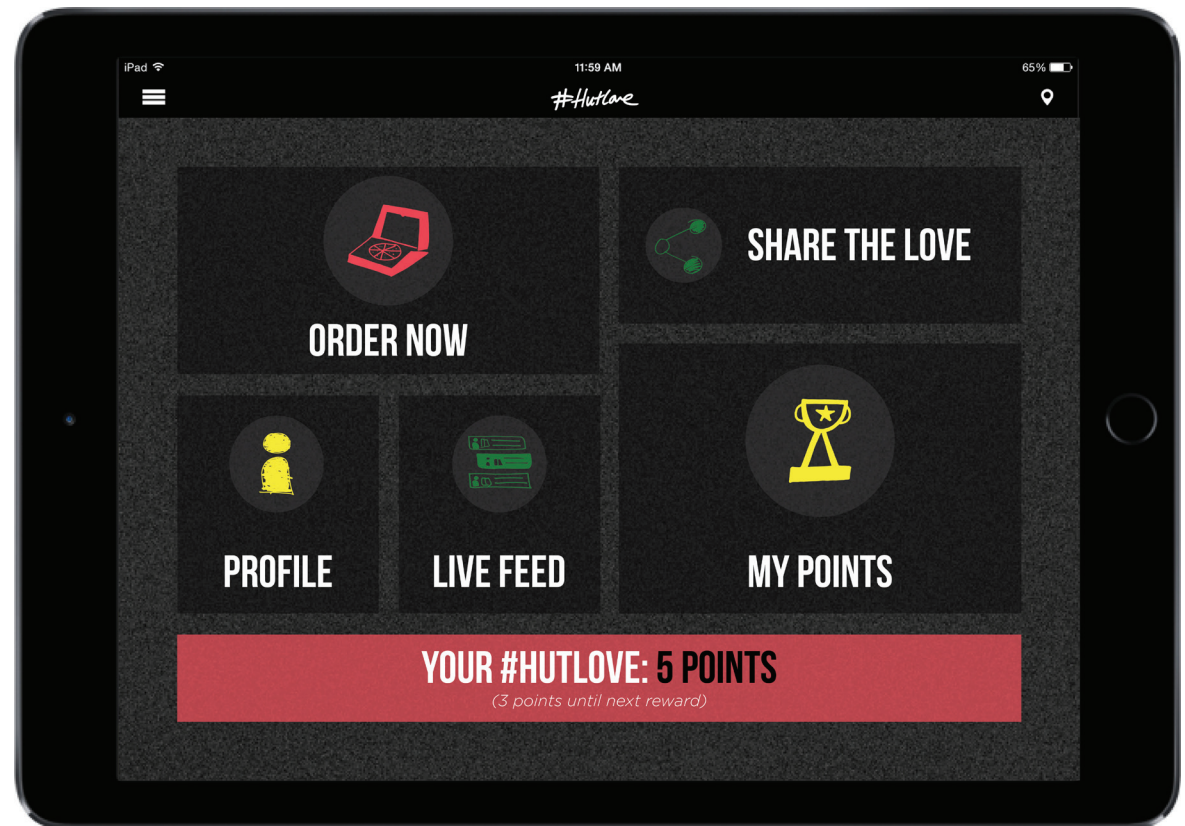 iPad 11:59 AM 65%
#Hutlove
ORDER NOW
SHARE THE LOVE
PROFILE
LIVE FEED
MY POINTS
YOUR #HUTLOVE: 5 POINTS
(3 points until next reward)